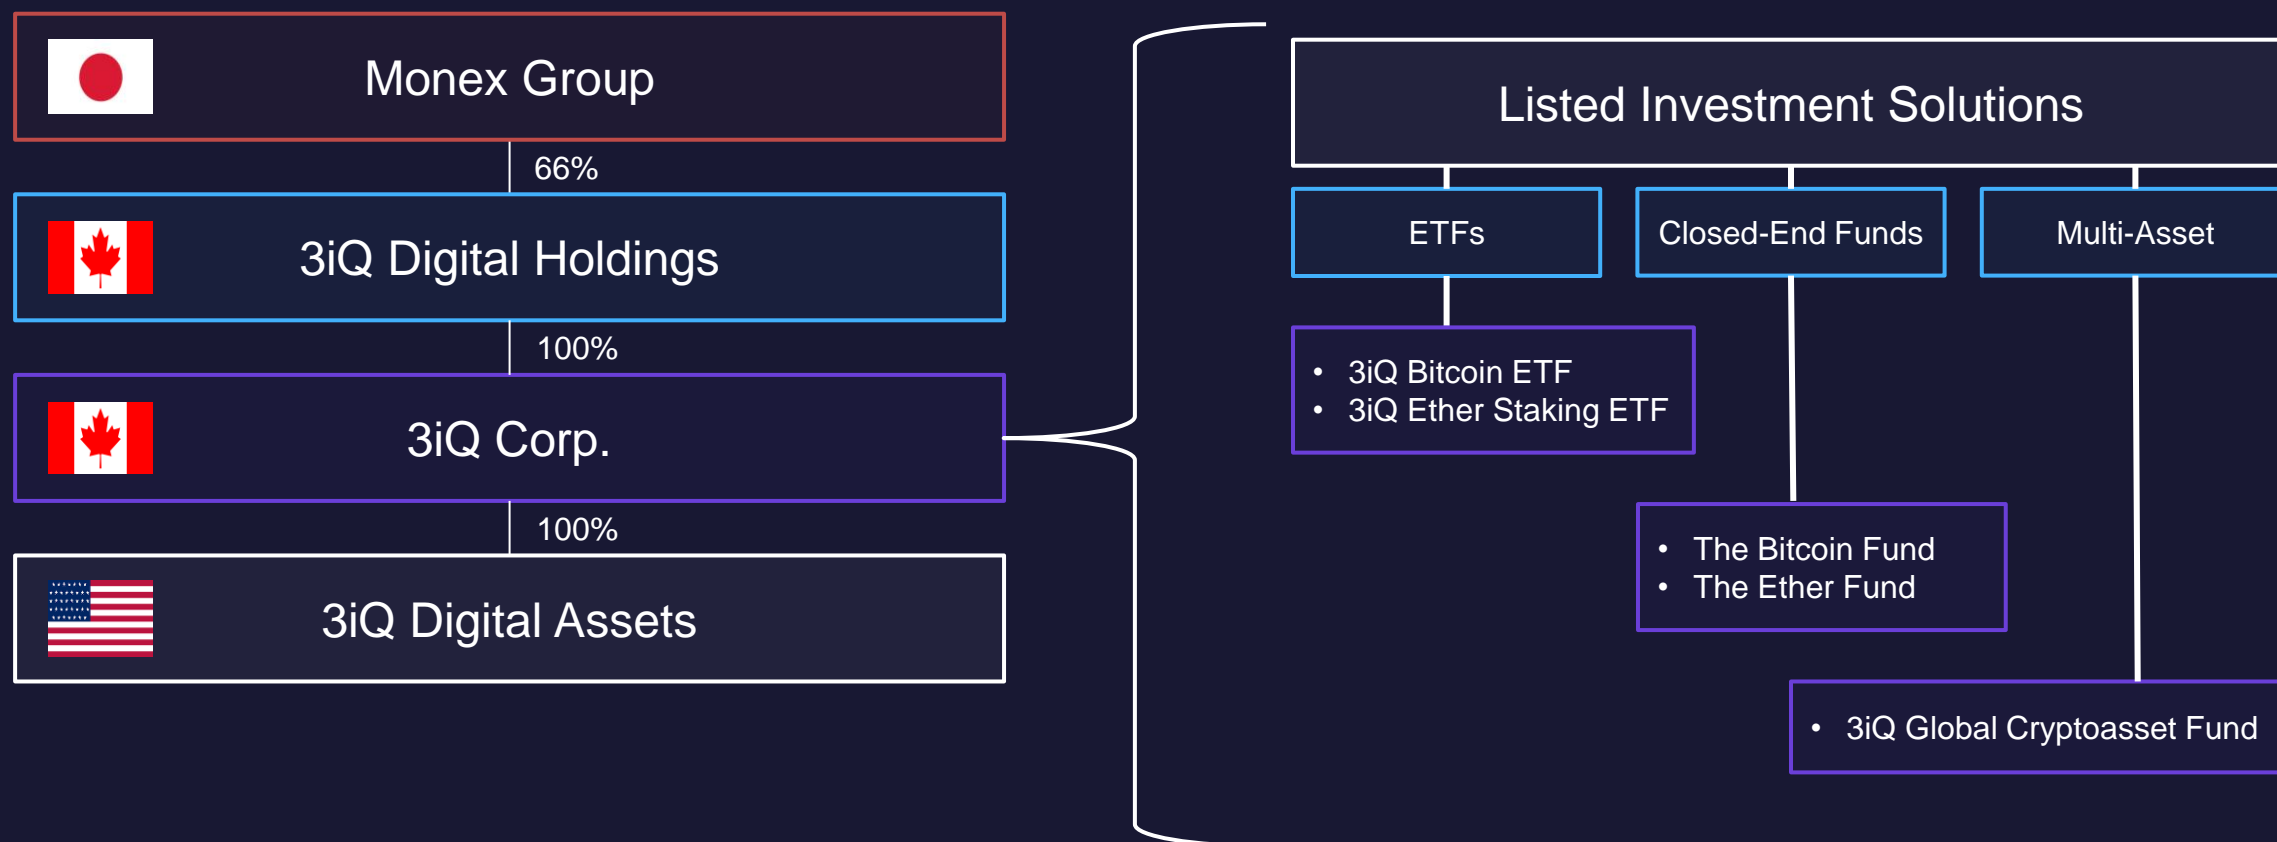 Monex Group
66%
3iQ Digital Holdings
100%
3iQ Corp.
100%
3iQ Digital Assets
Listed Investment Solutions
ETFs
Closed-End Funds
Multi-Asset
• 3iQ Bitcoin ETF
• 3iQ Ether Staking ETF
• The Bitcoin Fund
• The Ether Fund
• 3iQ Global Cryptoasset Fund